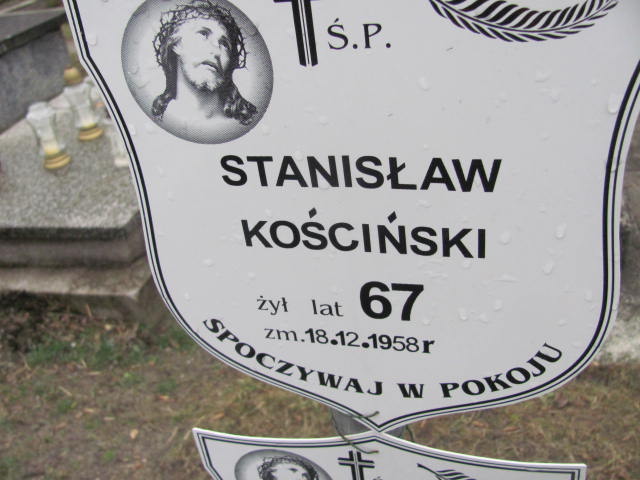 Ś.P.
STANISŁAW
KOŚCIŃSKI
żył lat 67
zm. 18.12.1958r
SPOCZYWAJ W POKOJU